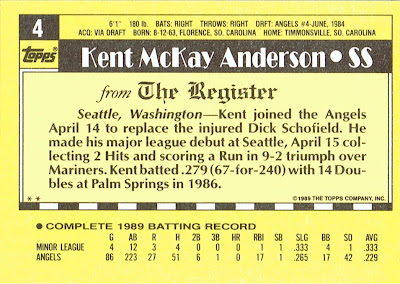 4
6'1" 180 lb. BATS: RIGHT THROWS: RIGHT DRFT: ANGELS #4-JUNE, 1984
ACQ: VIA DRAFT BORN: 8-12-63, FLORENCE, SO. CAROLINA HOME: TIMMONSVILLE, SO. CAROLINA
Topps
Kent McKay Anderson • SS
from The Register
Seattle, Washington—Kent joined the Angels
April 14 to replace the injured Dick Schofield. He
made his major league debut at Seattle, April 15 col-
lecting 2 Hits and scoring a Run in 9-2 triumph over
Mariners. Kent batted .279 (67-for-240) with 14 Dou-
bles at Palm Springs in 1986.
**
©1989 THE TOPPS COMPANY, INC.
• COMPLETE 1989 BATTING RECORD
G AB R H 2B 3B HR RBI SB SLG BB SO AVG
MINOR LEAGUE 4 12 3 4 0 0 0 1 1 .333 4 4 .333
ANGELS 86 223 27 51 6 1 0 17 1 .265 17 42 .229